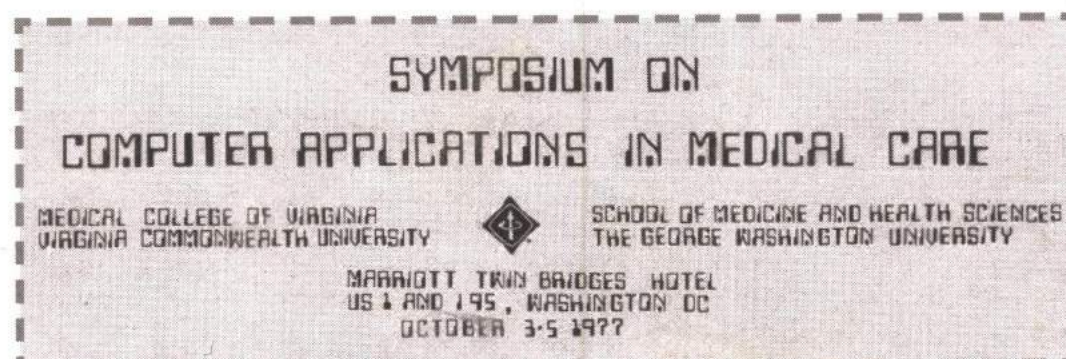 SYMPOSIUM ON
COMPUTER APPLICATIONS IN MEDICAL CARE
MEDICAL COLLEGE OF VIRGINIA
VIRGINIA COMMONWEALTH UNIVERSITY
SCHOOL OF MEDICINE AND HEALTH SCIENCES
THE GEORGE WASHINGTON UNIVERSITY
MARRIOTT TWIN BRIDGES HOTEL
US 1 AND I 95, WASHINGTON DC
OCTOBER 3-5 1977